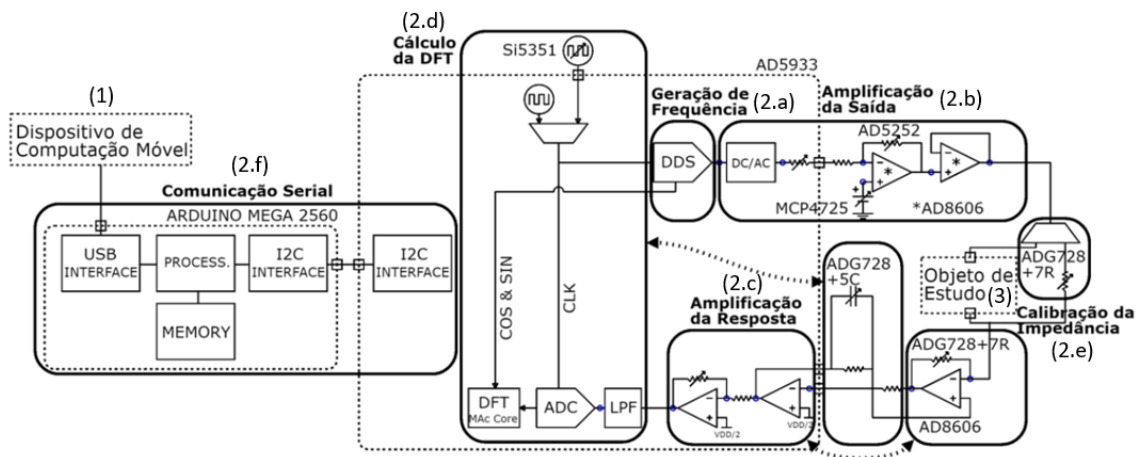 (2.d)
Cálculo
da DFT
Si5351
AD5933
(1)
Dispositivo de
Computação Móvel
(2.f)
Comunicação Serial
ARDUINO MEGA 2560
USB
INTERFACE
PROCESS.
I2C
INTERFACE
I2C
INTERFACE
MEMORY
COS & SIN
CLK
DFT
MAc Core
ADC
LPF
Geração de
Frequência
(2.a)
DDS
Amplificação
da Saída
(2.b)
DC/AC
AD5252
MCP4725
*
*
*AD8606
(2.c)
Amplificação
da Resposta
VDD/2
VDD/2
ADG728
+5C
ADG728
+7R
Objeto de
Estudo
(3)
Calibração da
Impedância
(2.e)
ADG728+7R
AD8606